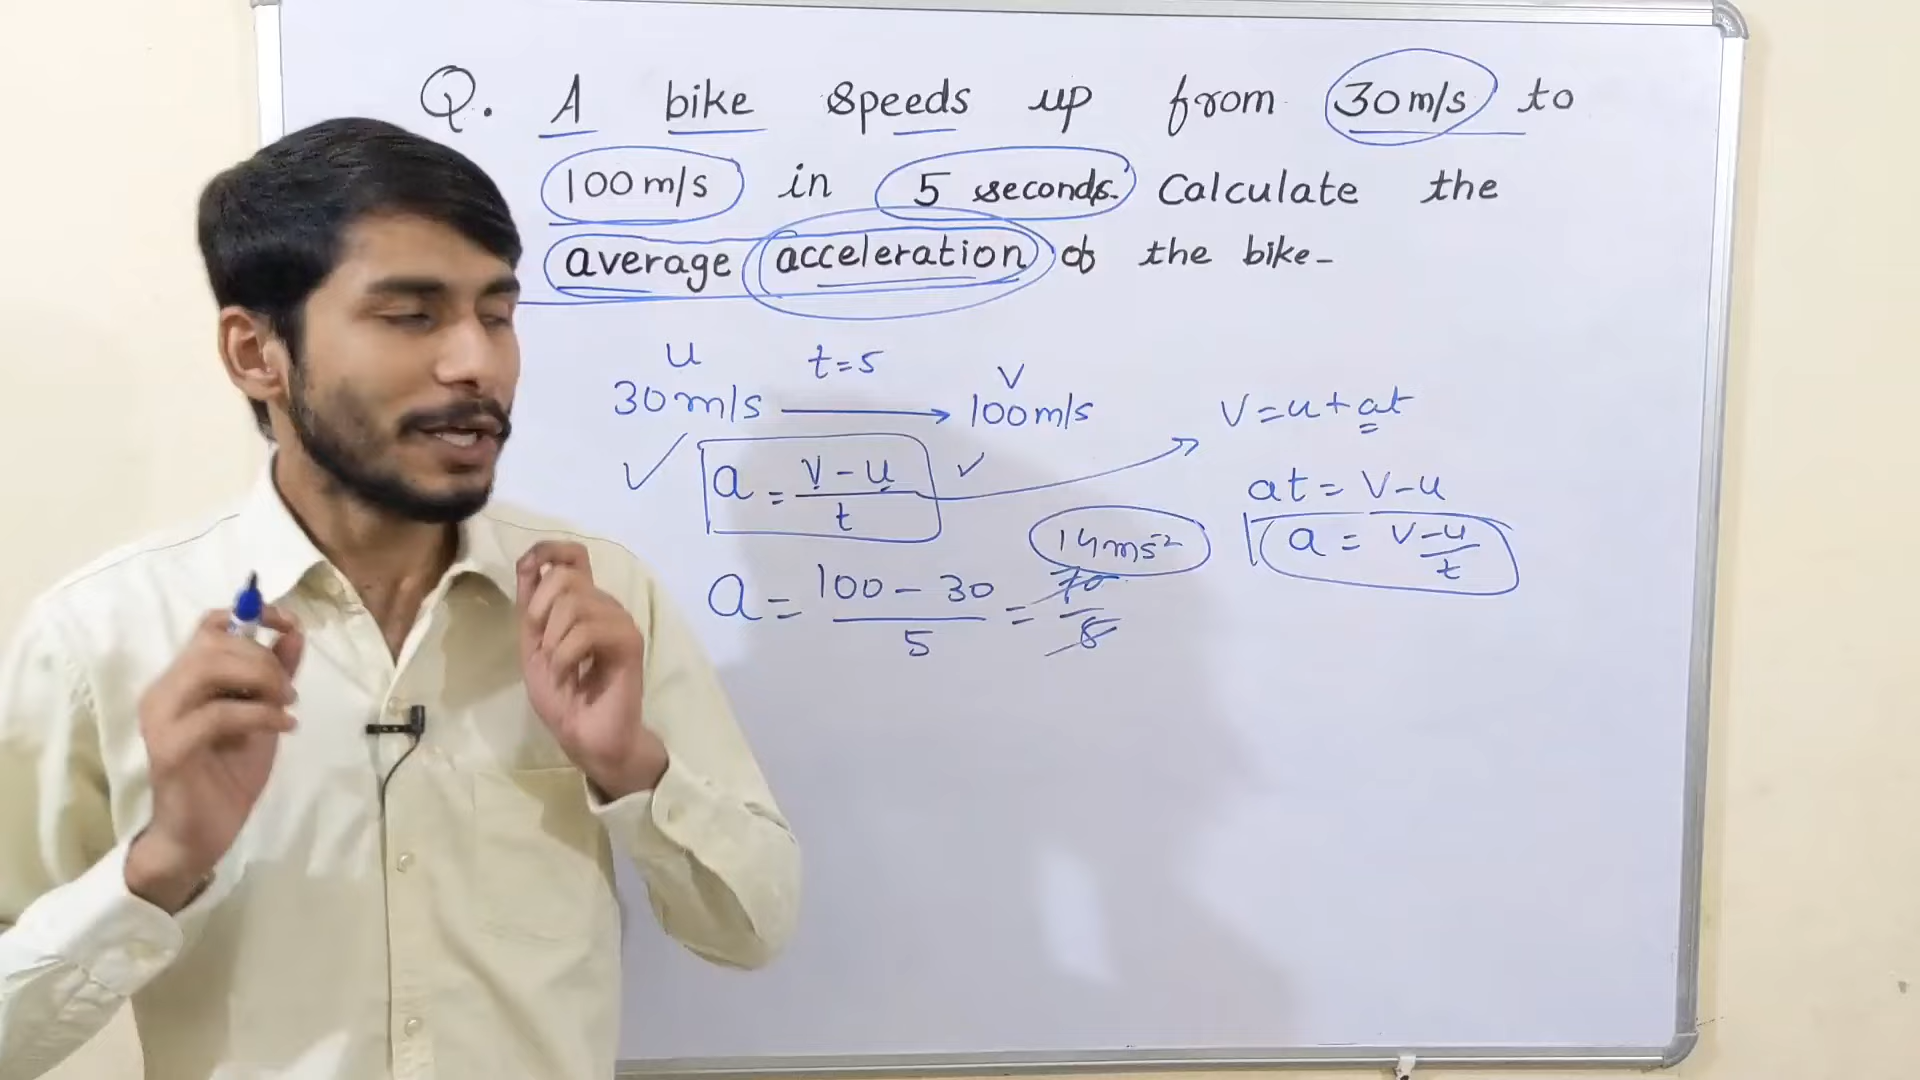 Q. A bike speeds up from 30m/s to
100m/s in 5 seconds. Calculate the
average acceleration of the bike-
u t=5 v
30m/s → 100m/s
v=u+at
✓ a = v-u/t ✓
at = v-u
a = v-u/t
14ms⁻²
a = 100-30/5 = 70/5